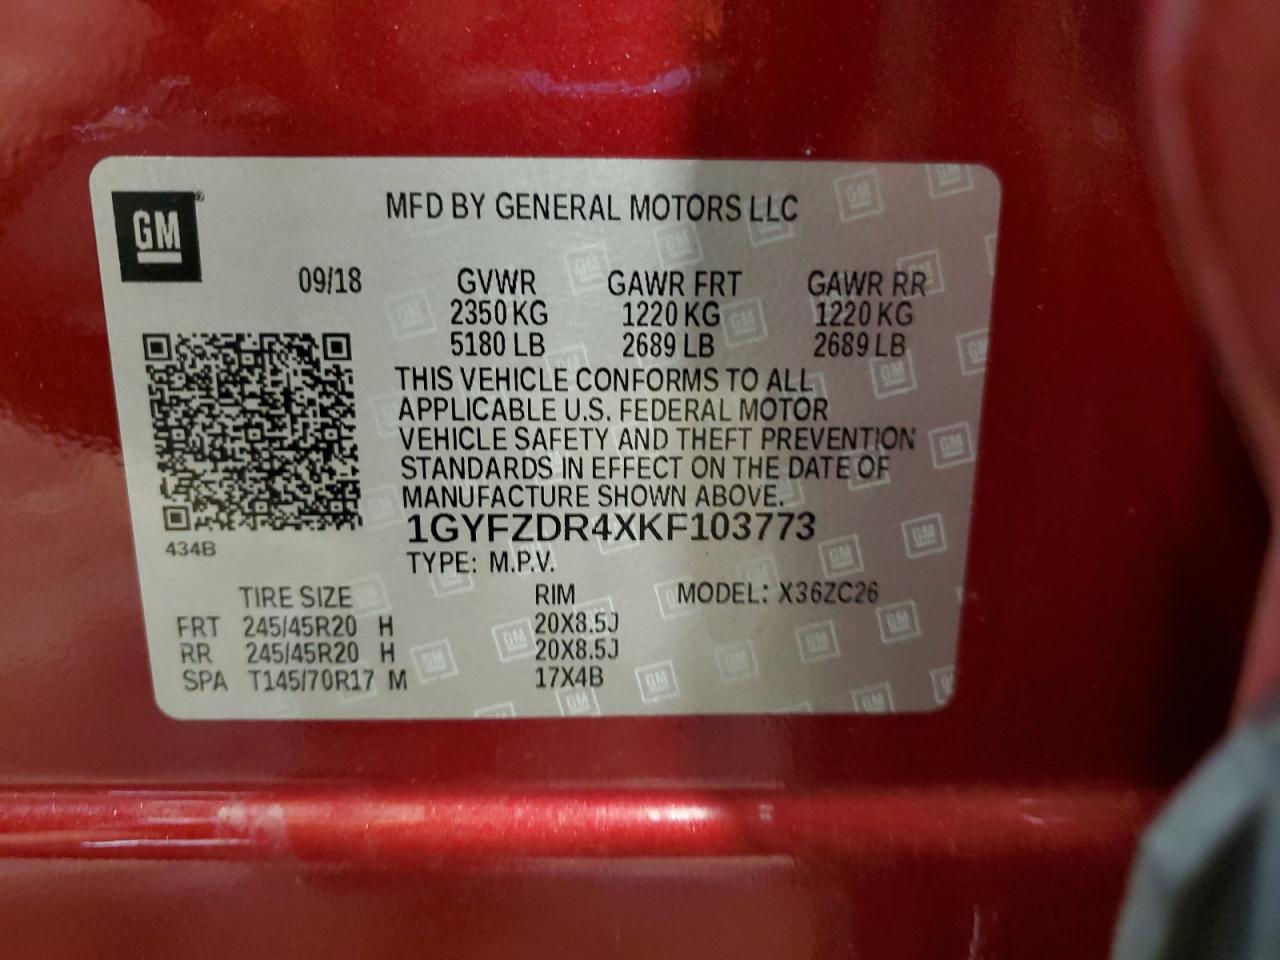 GM
MFD BY GENERAL MOTORS LLC
09/18 GVWR GAWR FRT GAWR RR
2350 KG 1220 KG 1220 KG
5180 LB 2689 LB 2689 LB
THIS VEHICLE CONFORMS TO ALL
APPLICABLE U.S. FEDERAL MOTOR
VEHICLE SAFETY AND THEFT PREVENTION
STANDARDS IN EFFECT ON THE DATE OF
MANUFACTURE SHOWN ABOVE.
1GYFZDR4XKF103773
434B
TYPE: M.P.V.
TIRE SIZE RIM MODEL: X36ZC26
FRT 245/45R20 H 20X8.5J
RR 245/45R20 H 20X8.5J
SPA T145/70R17 M 17X4B